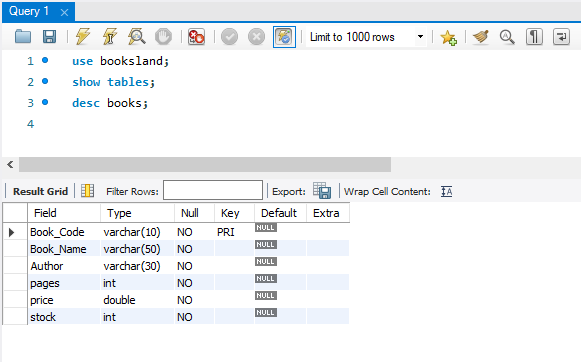 Query 1
Limit to 1000 rows
1 use booksland;
2 show tables;
3 desc books;
4
Result Grid Filter Rows: Export: Wrap Cell Content:
Field Type Null Key Default Extra
Book_Code varchar(10) NO PRI NULL
Book_Name varchar(50) NO NULL
Author varchar(30) NO NULL
pages int NO NULL
price double NO NULL
stock int NO NULL